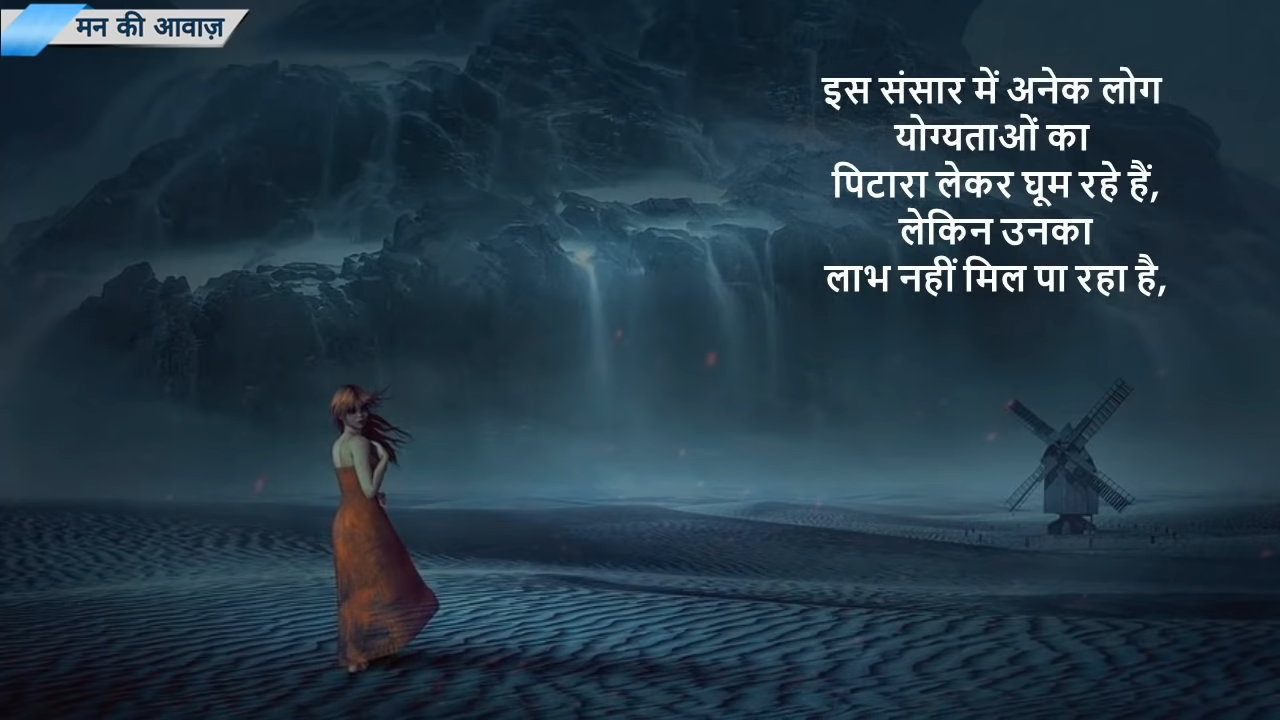 मन की आवाज़
इस संसार में अनेक लोग
योग्यताओं का
पिटारा लेकर घूम रहे हैं,
लेकिन उनका
लाभ नहीं मिल पा रहा है,